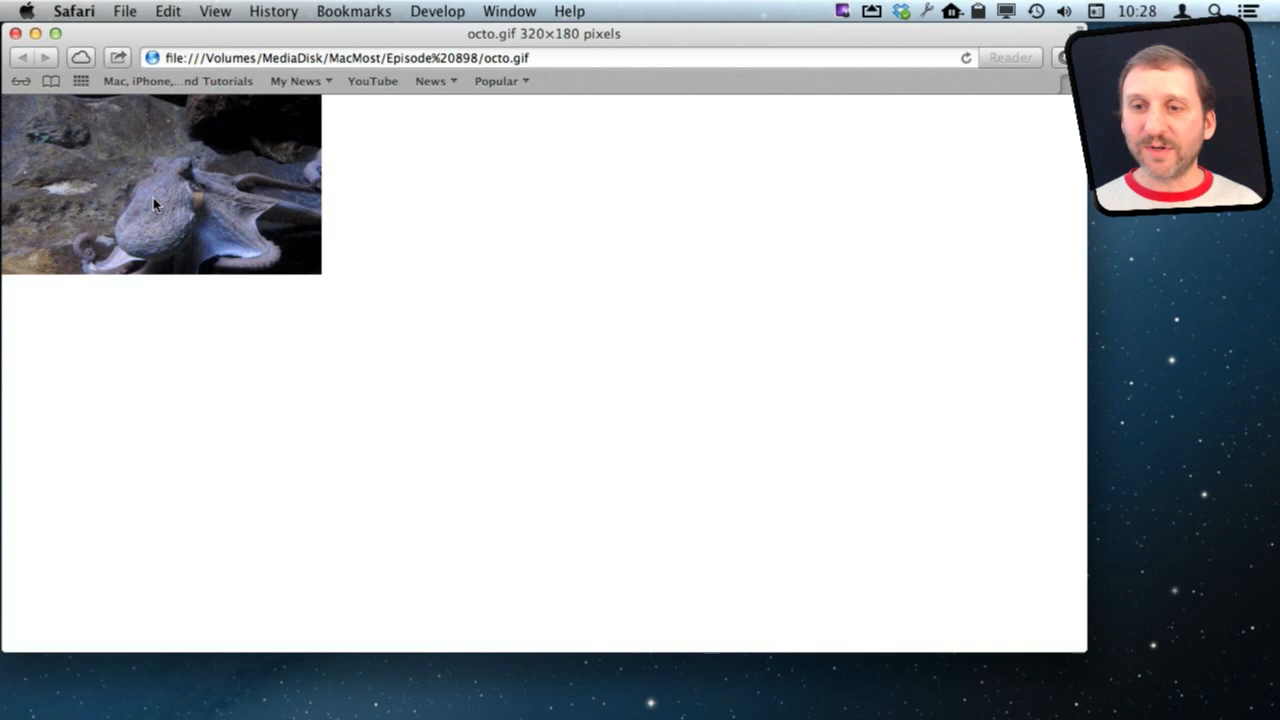 Safari File Edit View History Bookmarks Develop Window Help 10:28
octo.gif 320×180 pixels
file:///Volumes/MediaDisk/MacMost/Episode%20898/octo.gif Reader
Mac, iPhone,...nd Tutorials My News YouTube News Popular